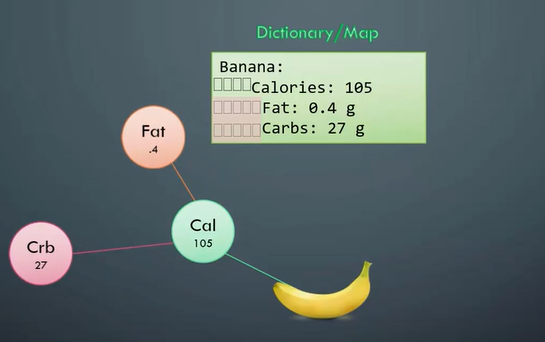 Dictionary/Map
Banana:
Calories: 105
Fat: 0.4 g
Carbs: 27 g
Fat
.4
Cal
105
Crb
27